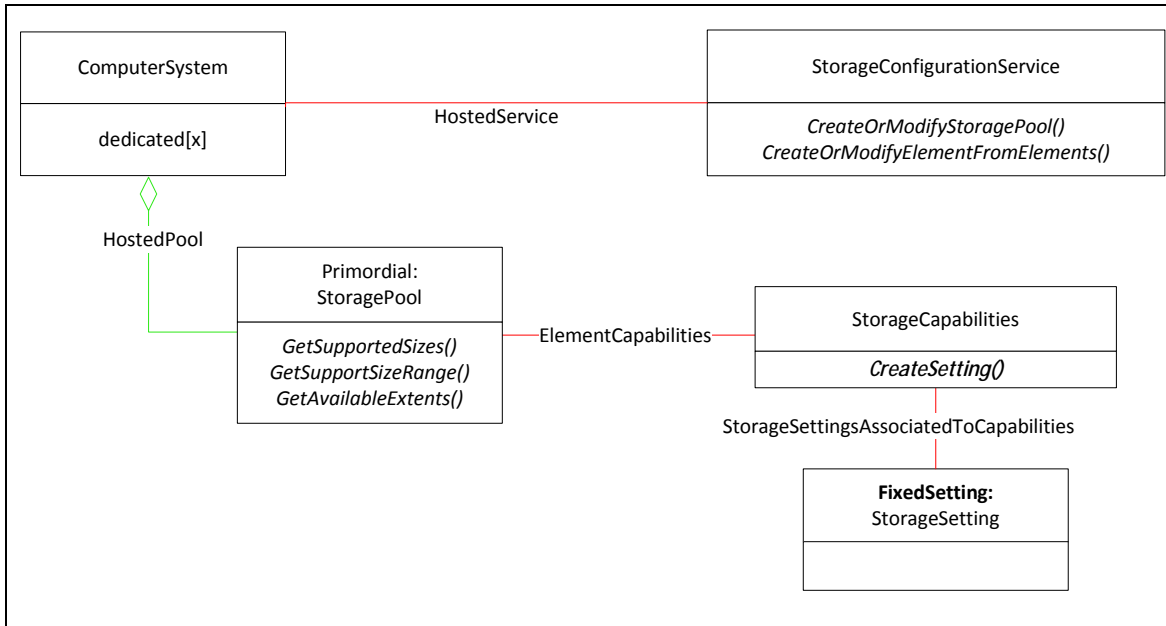 ComputerSystem
dedicated[x]
HostedService
StorageConfigurationService
CreateOrModifyStoragePool()
CreateOrModifyElementFromElements()
HostedPool
Primordial:
StoragePool
GetSupportedSizes()
GetSupportSizeRange()
GetAvailableExtents()
ElementCapabilities
StorageCapabilities
CreateSetting()
StorageSettingsAssociatedToCapabilities
FixedSetting:
StorageSetting